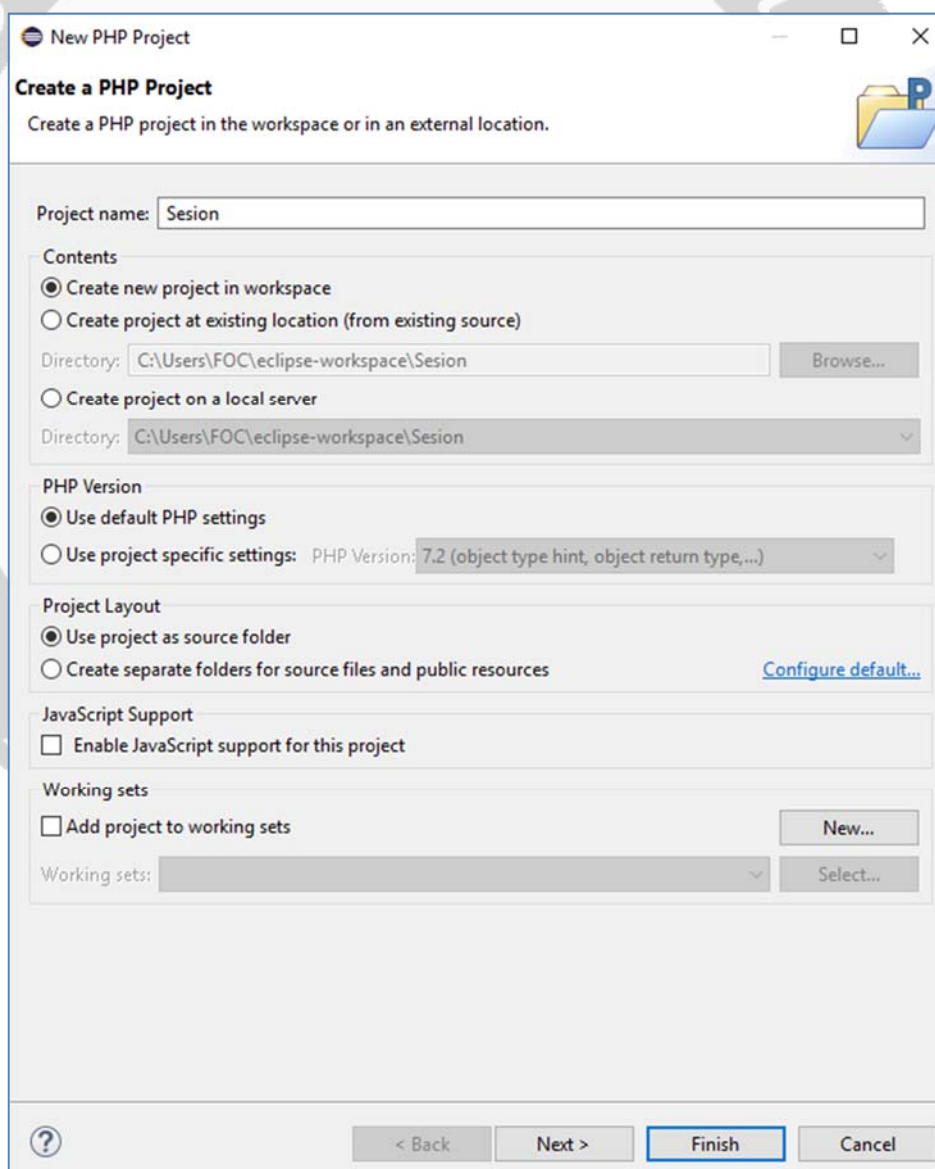 New PHP Project
Create a PHP Project
Create a PHP project in the workspace or in an external location.
P
Project name: Sesion
Contents
Create new project in workspace
Create project at existing location (from existing source)
Directory: C:\Users\FOC\eclipse-workspace\Sesion Browse...
Create project on a local server
Directory: C:\Users\FOC\eclipse-workspace\Sesion
PHP Version
Use default PHP settings
Use project specific settings: PHP Version: 7.2 (object type hint, object return type,...)
Project Layout
Use project as source folder
Create separate folders for source files and public resources Configure default...
JavaScript Support
Enable JavaScript support for this project
Working sets
Add project to working sets New...
Working sets: Select...
? < Back Next > Finish Cancel